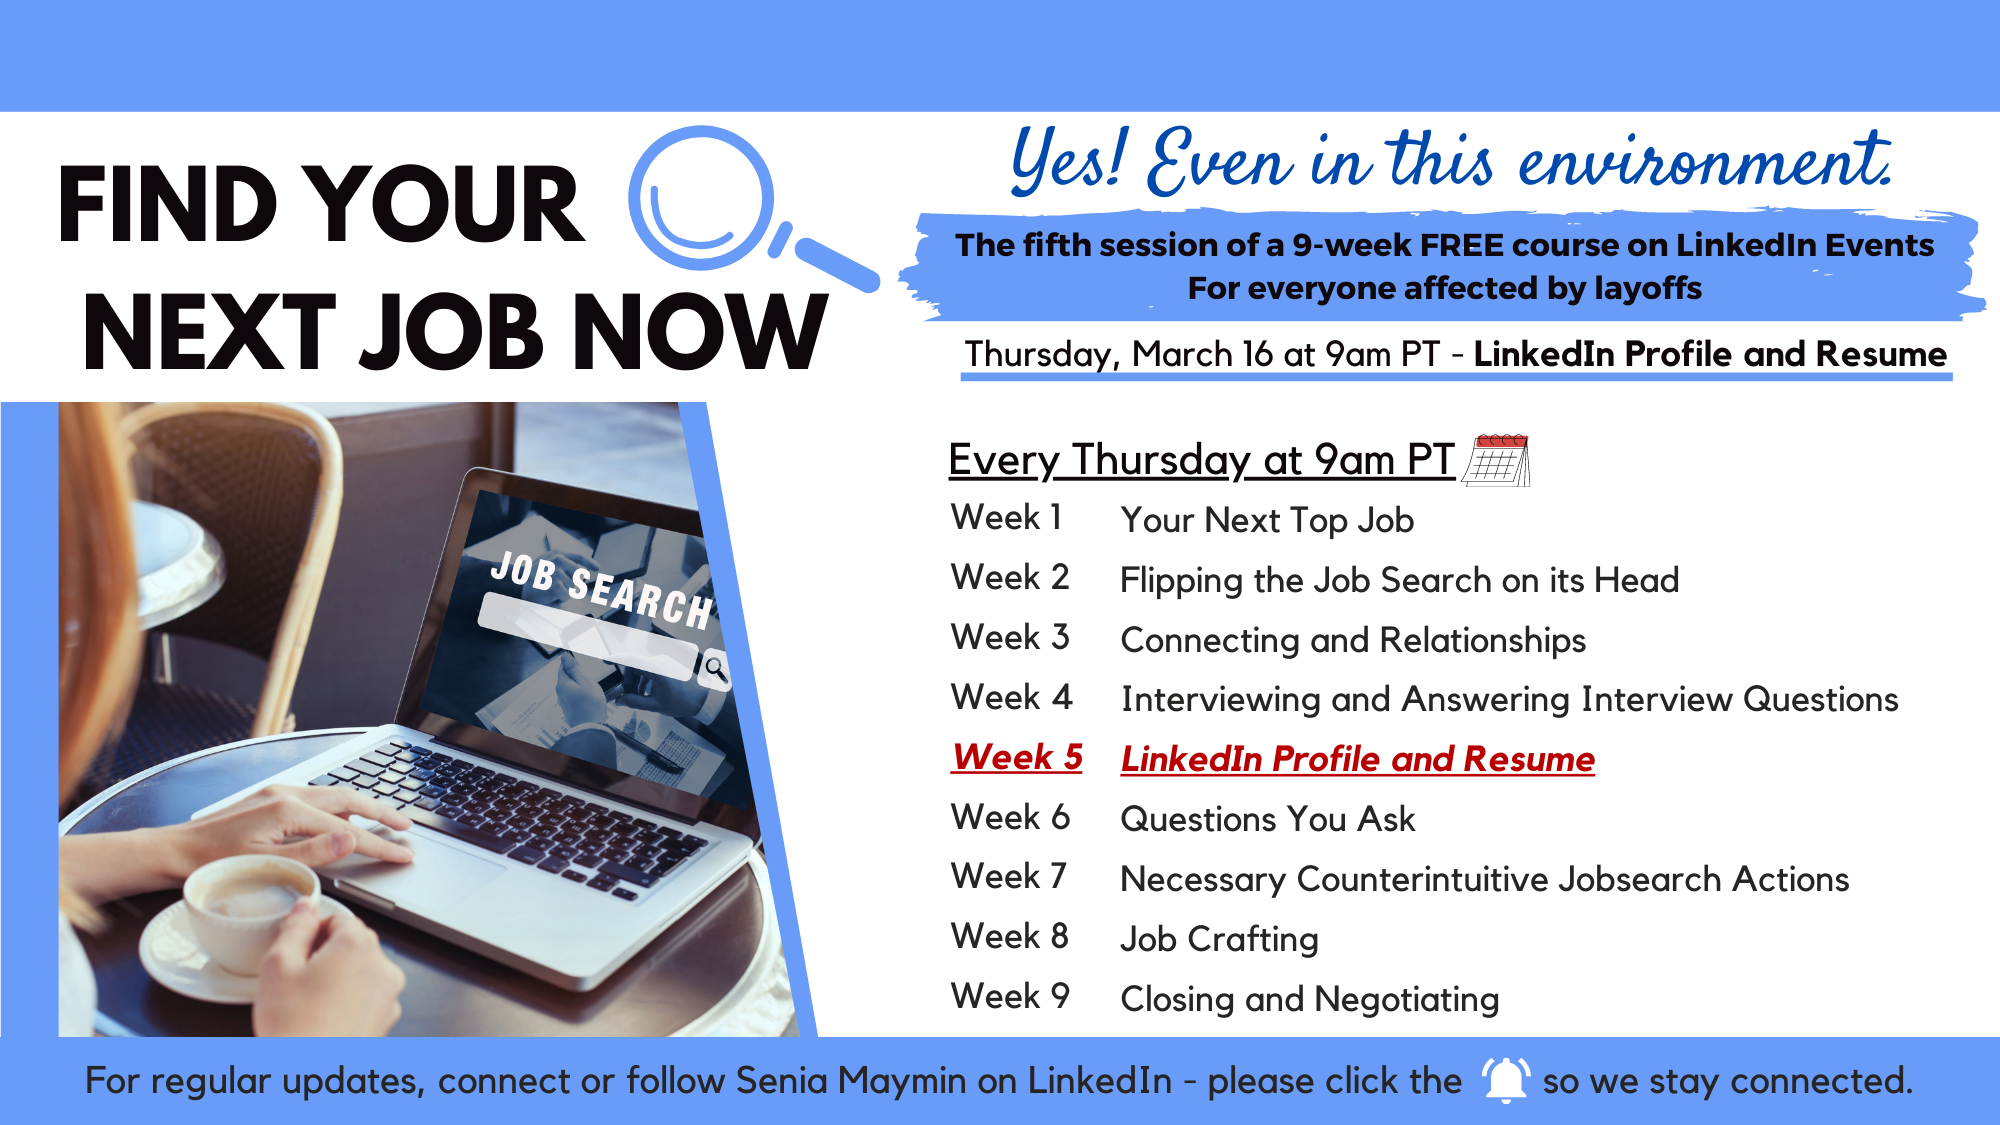 FIND YOUR
NEXT JOB NOW
Yes! Even in this environment.
The fifth session of a 9-week FREE course on LinkedIn Events
For everyone affected by layoffs
Thursday, March 16 at 9am PT - LinkedIn Profile and Resume
JOB SEARCH
Every Thursday at 9am PT
Week 1 Your Next Top Job
Week 2 Flipping the Job Search on its Head
Week 3 Connecting and Relationships
Week 4 Interviewing and Answering Interview Questions
Week 5 LinkedIn Profile and Resume
Week 6 Questions You Ask
Week 7 Necessary Counterintuitive Jobsearch Actions
Week 8 Job Crafting
Week 9 Closing and Negotiating
For regular updates, connect or follow Senia Maymin on LinkedIn - please click the so we stay connected.